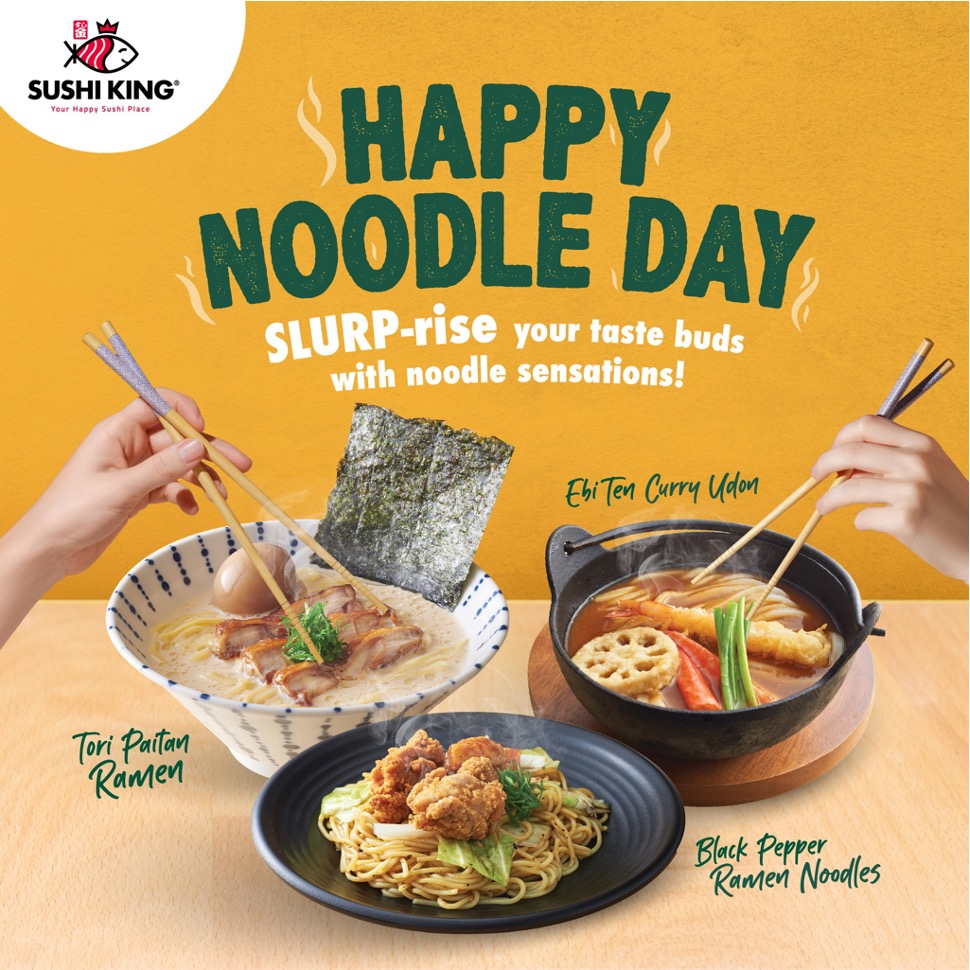 SUSHI KING®
Your Happy Sushi Place
HAPPY
NOODLE DAY
SLURP-rise your taste buds
with noodle sensations!
Ebi Ten Curry Udon
Tori Paitan
Ramen
Black Pepper
Ramen Noodles